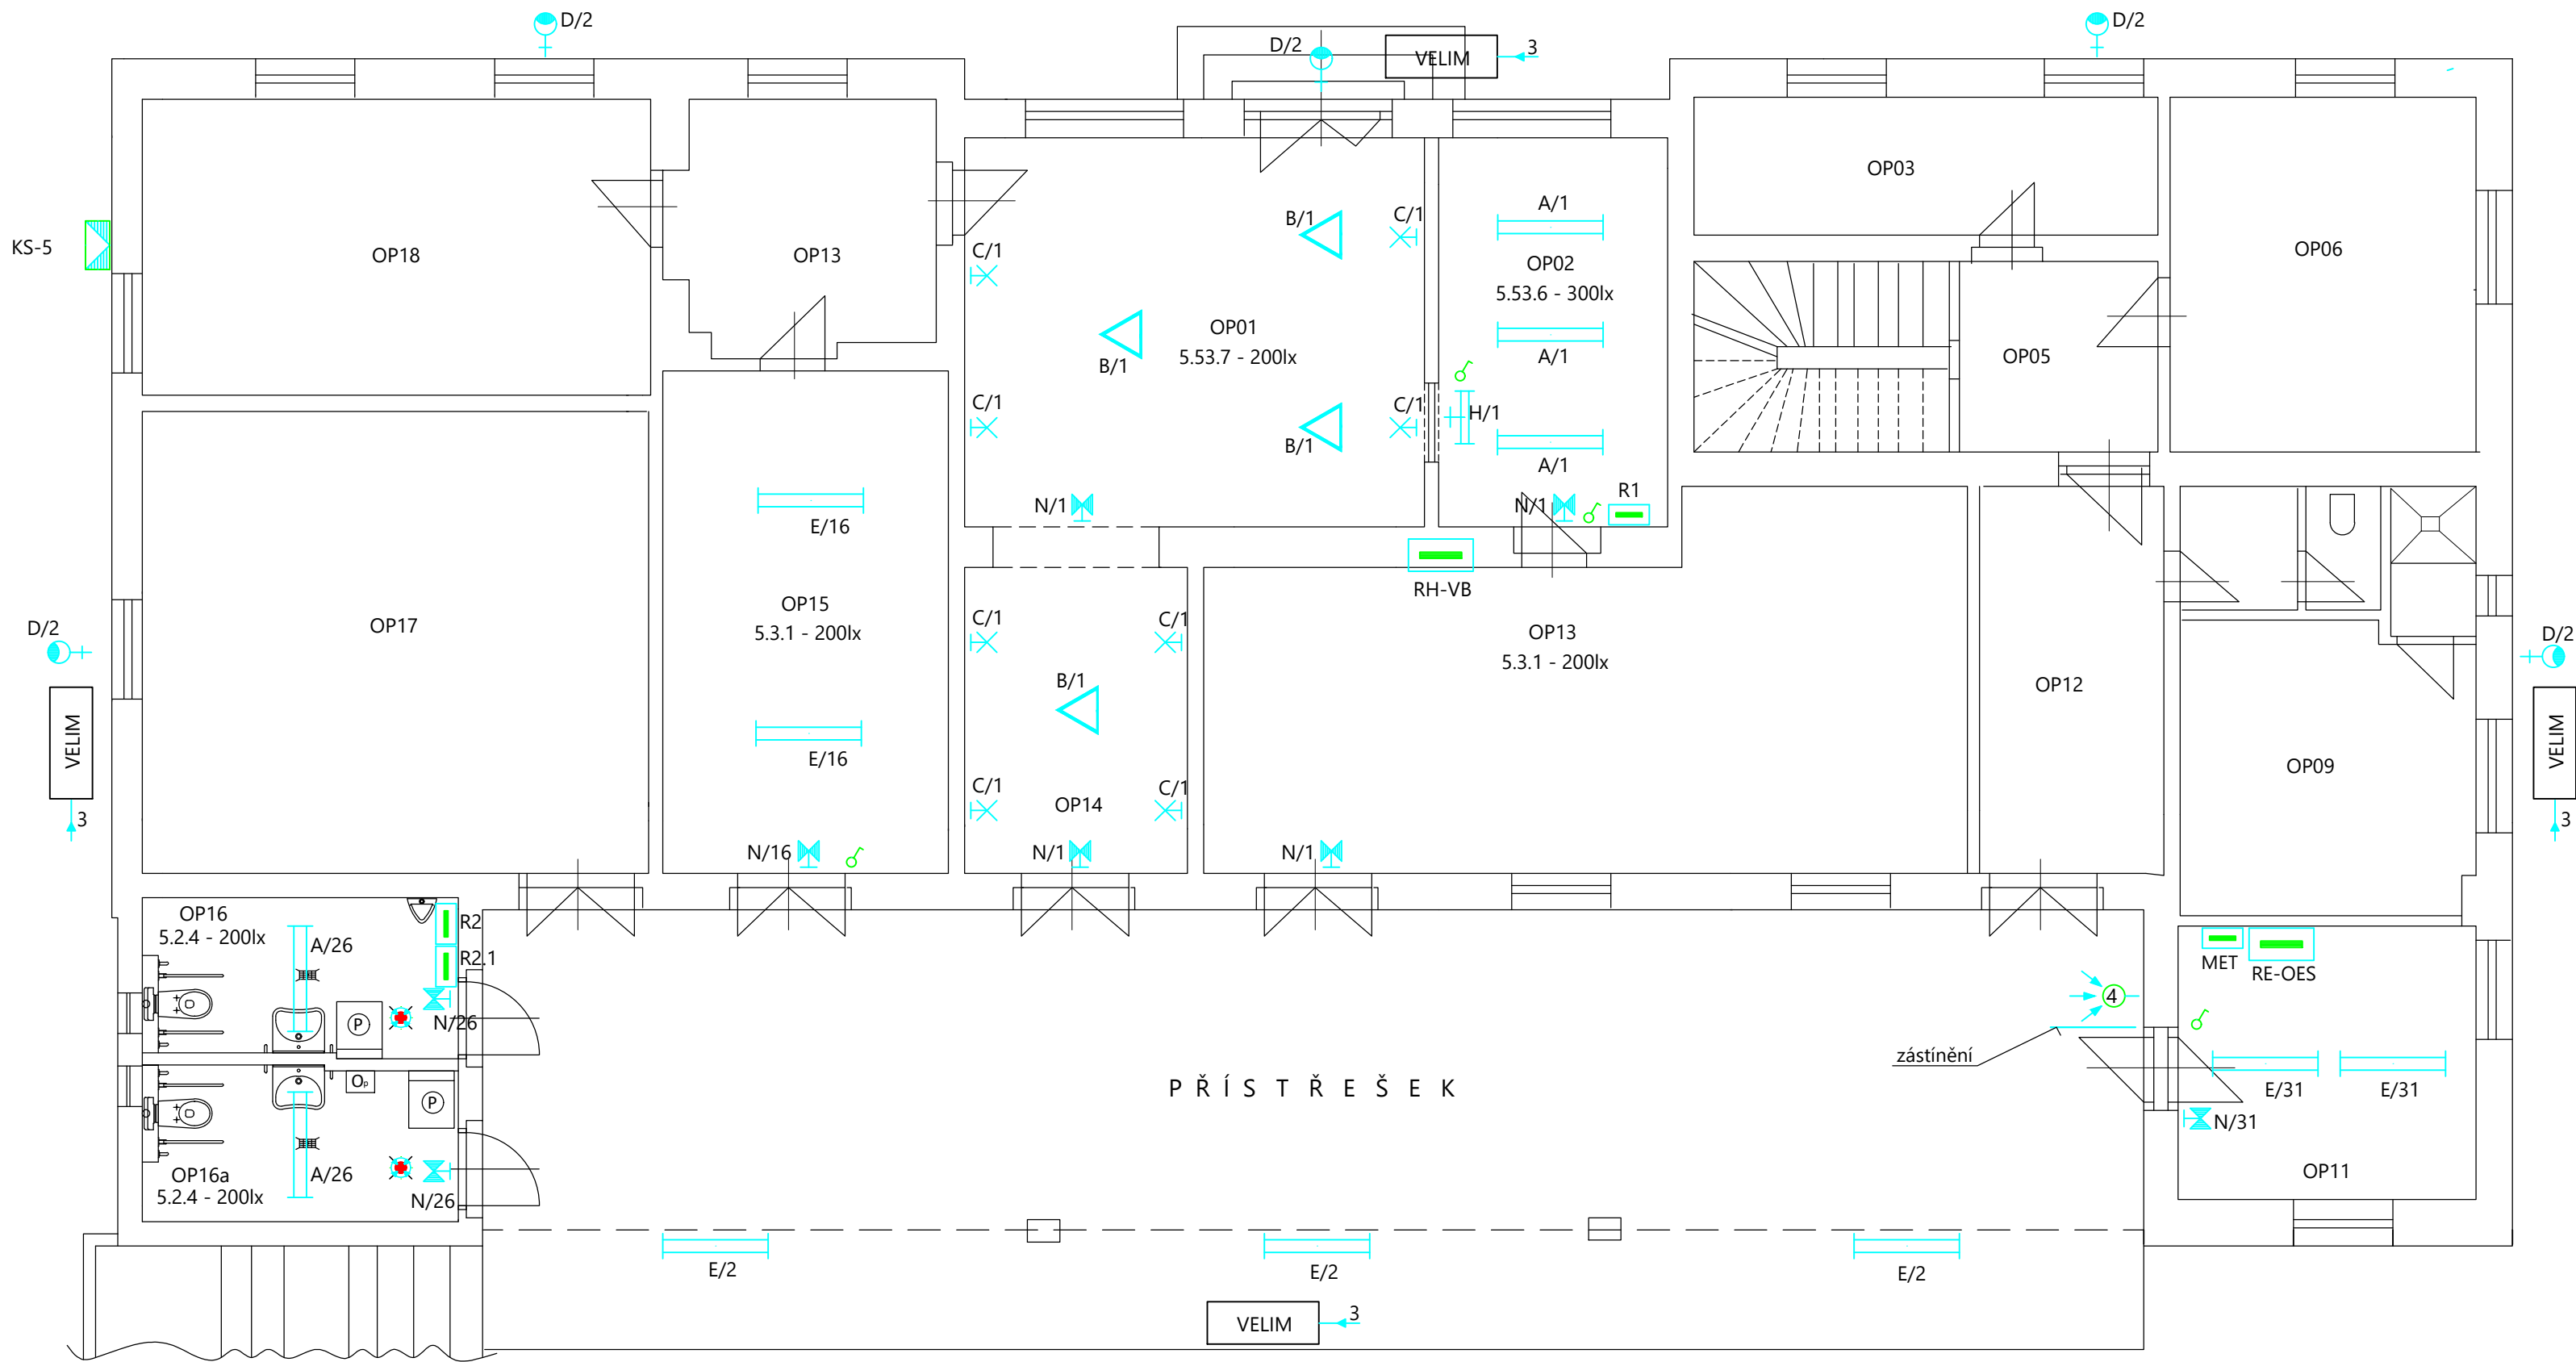 D/2
D/2
D/2
VELIM
3
KS-5
OP18
OP13
OP03
OP06
B/1
C/1
C/1
A/1
OP02
5.53.6 - 300lx
OP01
5.53.7 - 200lx
B/1
A/1
OP05
C/1
C/1
H/1
B/1
A/1
N/1
N/1
R1
E/16
RH-VB
OP15
5.3.1 - 200lx
OP17
C/1
C/1
OP13
5.3.1 - 200lx
D/2
D/2
B/1
OP12
VELIM
3
VELIM
3
E/16
OP09
C/1
C/1
OP14
N/16
N/1
N/1
OP16
5.2.4 - 200lx
A/26
R2
R2.1
P
N/26
MET
RE-OES
4
zástínění
PŘÍSTŘEŠEK
Op
P
E/31
E/31
N/31
OP16a
5.2.4 - 200lx
A/26
N/26
OP11
E/2
E/2
E/2
VELIM
3